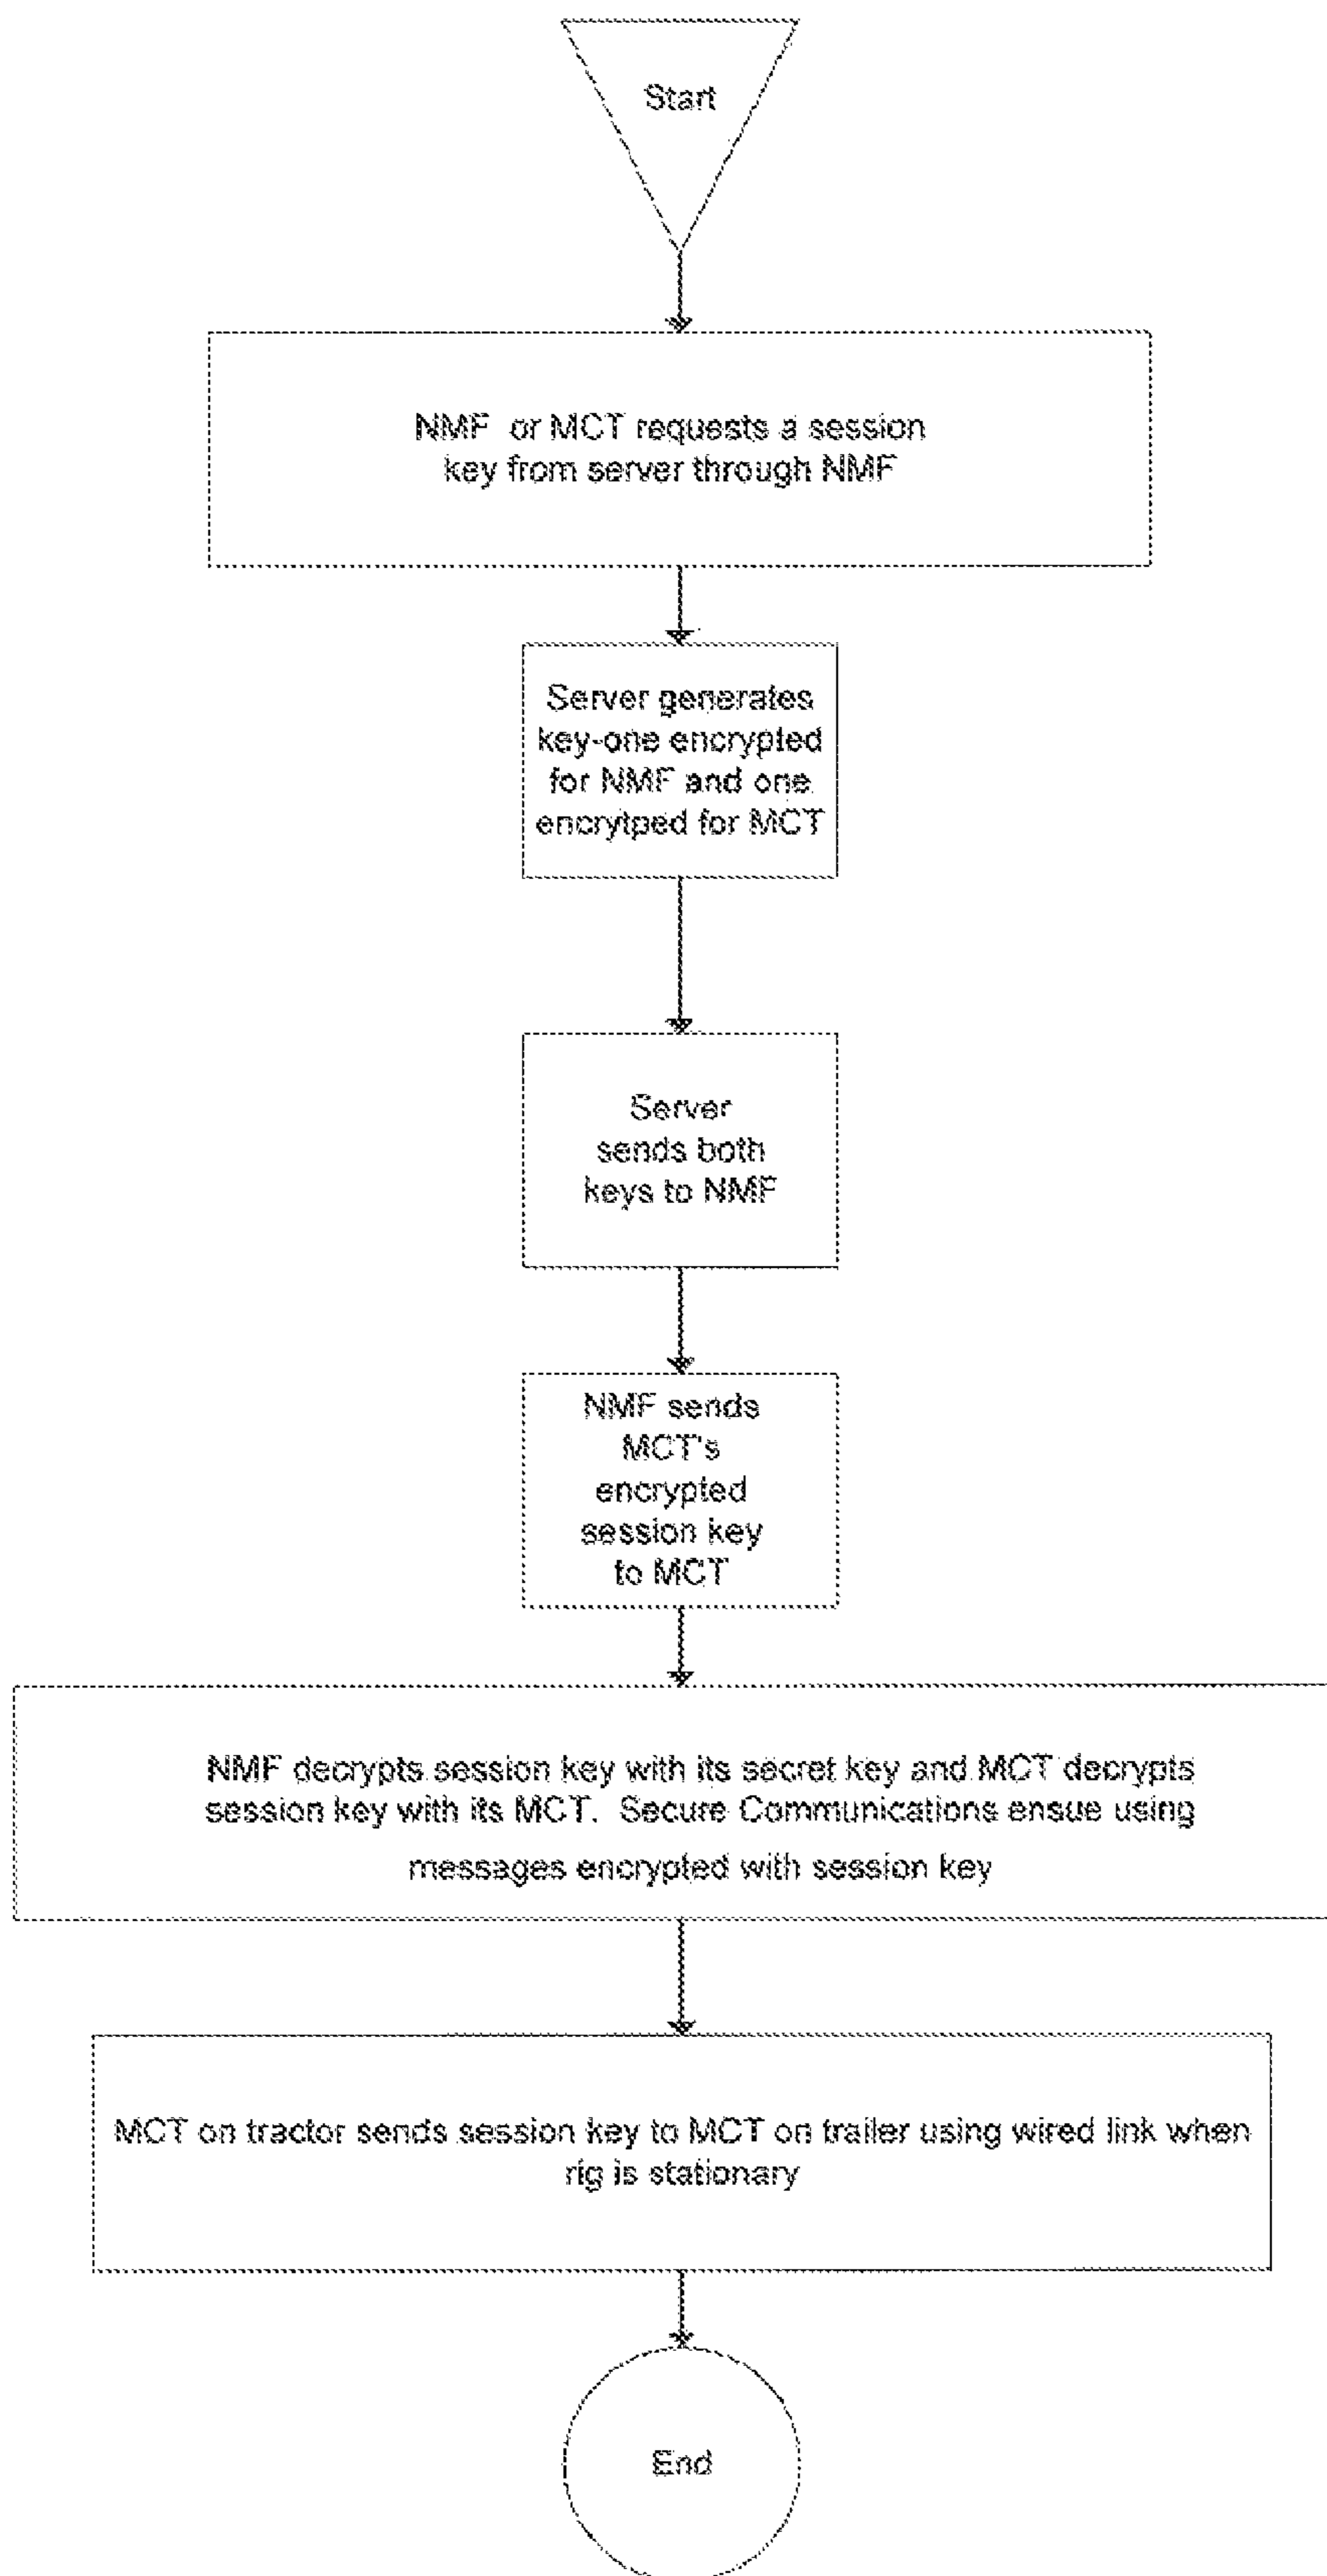 Start
NMF or MCT requests a session
key from server through NMF
Server generates
key-one encrypted
for NMF and one
encrytped for MCT
Server
sends both
keys to NMF
NMF sends
MCT's
encrypted
session key
to MCT
NMF decrypts session key with its secret key and MCT decrypts
session key with its MCT. Secure Communications ensue using
messages encrypted with session key
MCT on tractor sends session key to MCT on trailer using wired link when
rig is stationary
End